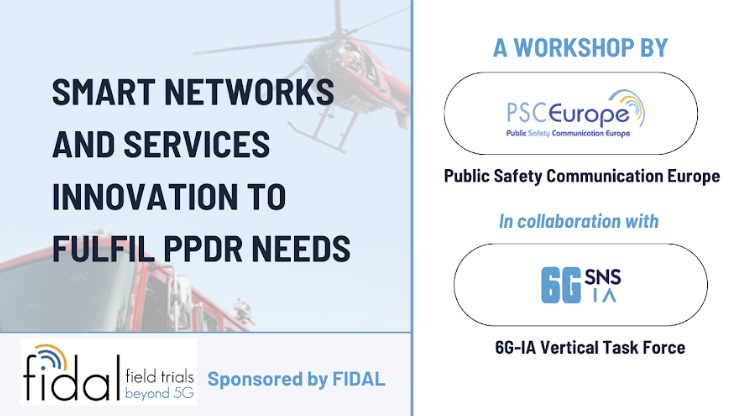 SMART NETWORKS
AND SERVICES
INNOVATION TO
FULFIL PPDR NEEDS
fidal field trials
beyond 5G
Sponsored by FIDAL
A WORKSHOP BY
PSCEurope
Public Safety Communication Europe
Public Safety Communication Europe
In collaboration with
6G SNS
IA
6G-IA Vertical Task Force